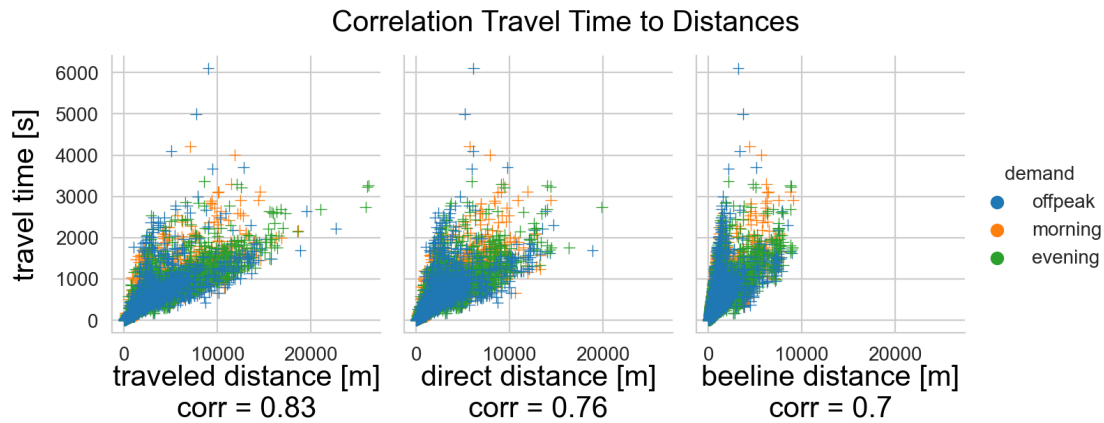 Correlation Travel Time to Distances
travel time [s]
6000
5000
4000
3000
2000
1000
0
0 10000 20000
traveled distance [m]
corr = 0.83
0 10000 20000
direct distance [m]
corr = 0.76
0 10000 20000
beeline distance [m]
corr = 0.7
demand
offpeak
morning
evening